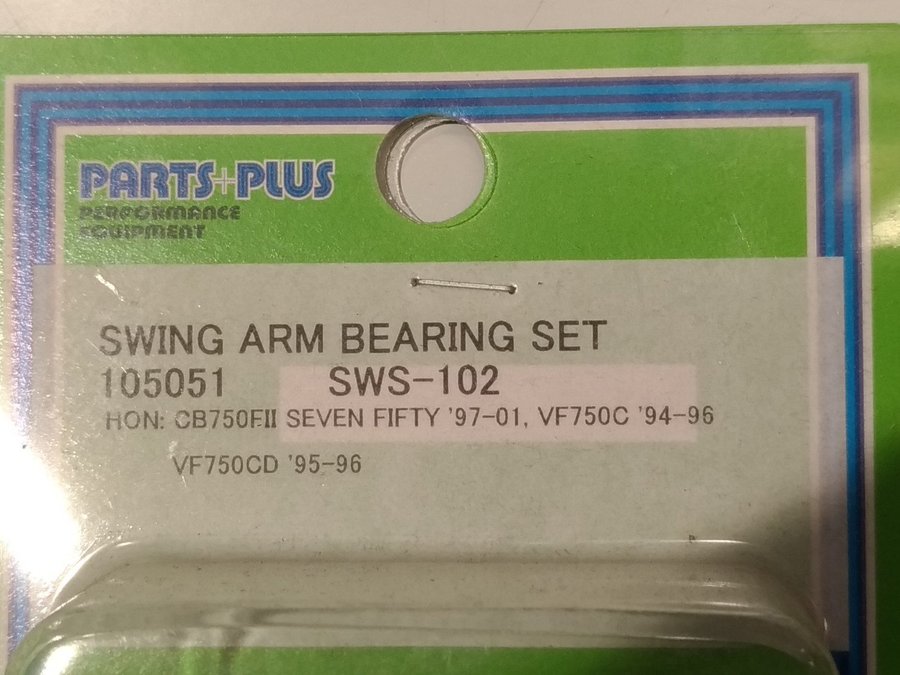 PARTS+PLUS
PERFORMANCE
EQUIPMENT
SWING ARM BEARING SET
105051 SWS-102
HON: CB750FII SEVEN FIFTY '97-01, VF750C '94-96
VF750CD '95-96